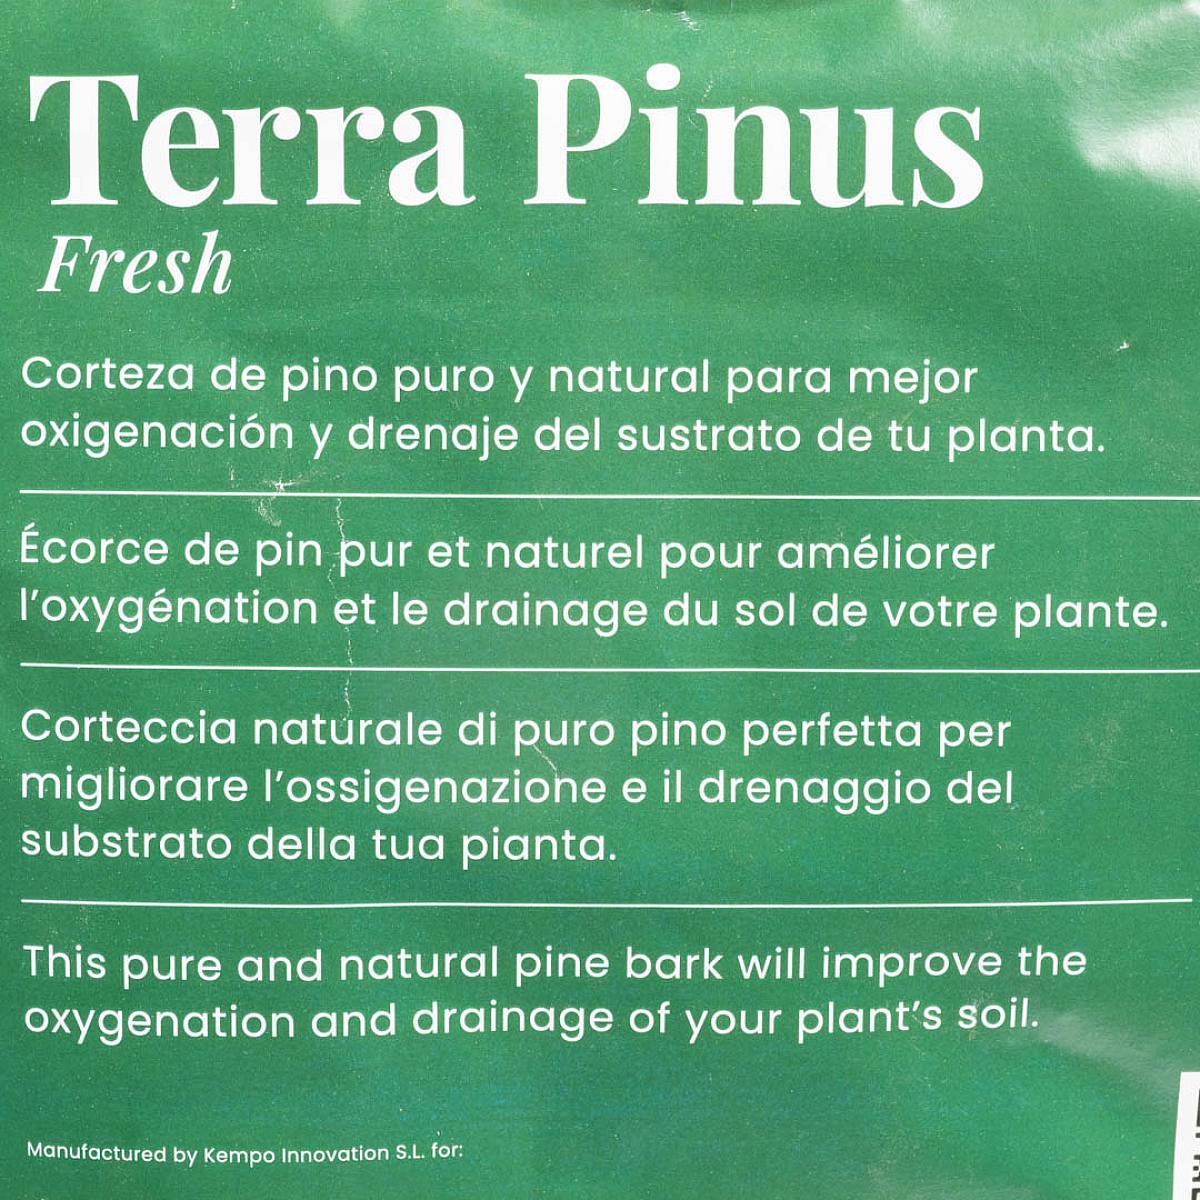 Terra Pinus
Fresh
Corteza de pino puro y natural para mejor
oxigenación y drenaje del sustrato de tu planta.
Écorce de pin pur et naturel pour améliorer
l’oxygénation et le drainage du sol de votre plante.
Corteccia naturale di puro pino perfetta per
migliorare l’ossigenazione e il drenaggio del
substrato della tua pianta.
This pure and natural pine bark will improve the
oxygenation and drainage of your plant’s soil.
Manufactured by Kempo Innovation S.L. for: